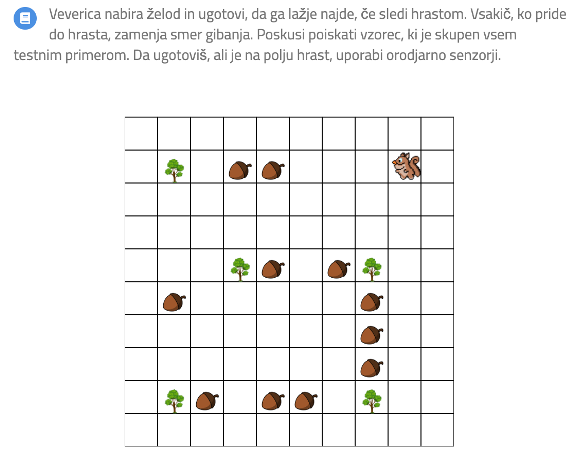 Veverica nabira želod in ugotovi, da ga lažje najde, če sledi hrastom. Vsakič, ko pride
do hrasta, zamenja smer gibanja. Poskusi poiskati vzorec, ki je skupen vsem
testnim primerom. Da ugotoviš, ali je na polju hrast, uporabi orodjarno senzorji.